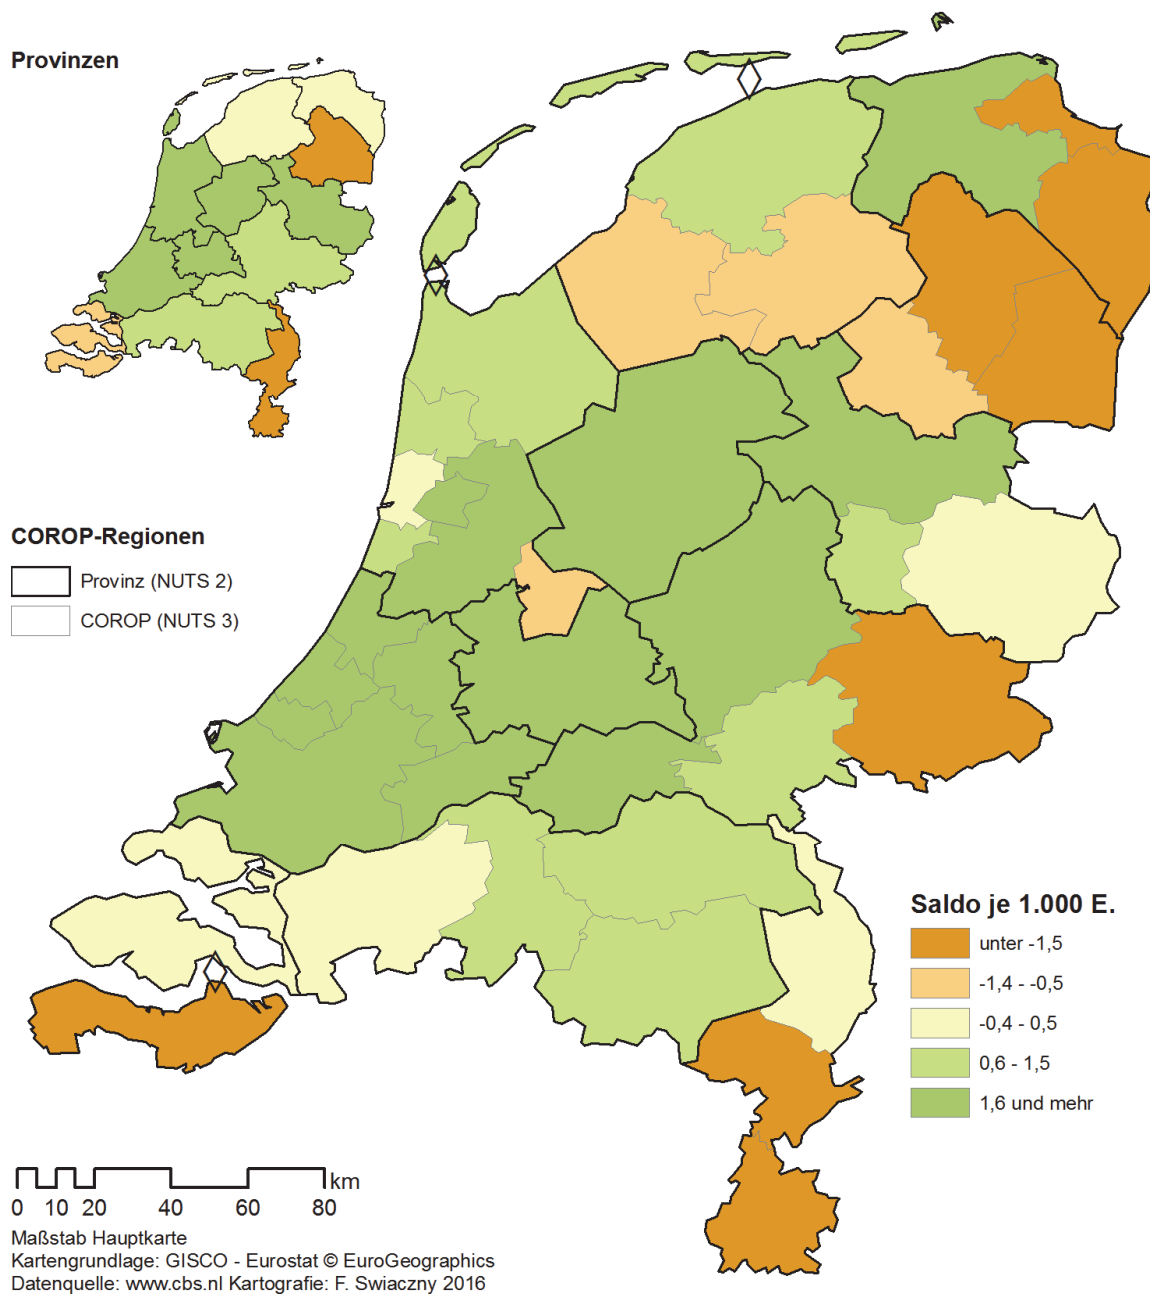 Provinzen
COROP-Regionen
Provinz (NUTS 2)
COROP (NUTS 3)
Saldo je 1.000 E.
unter -1,5
-1,4 - -0,5
-0,4 - 0,5
0,6 - 1,5
1,6 und mehr
km
0 10 20 40 60 80
Maßstab Hauptkarte
Kartengrundlage: GISCO - Eurostat © EuroGeographics
Datenquelle: www.cbs.nl Kartografie: F. Swiaczny 2016